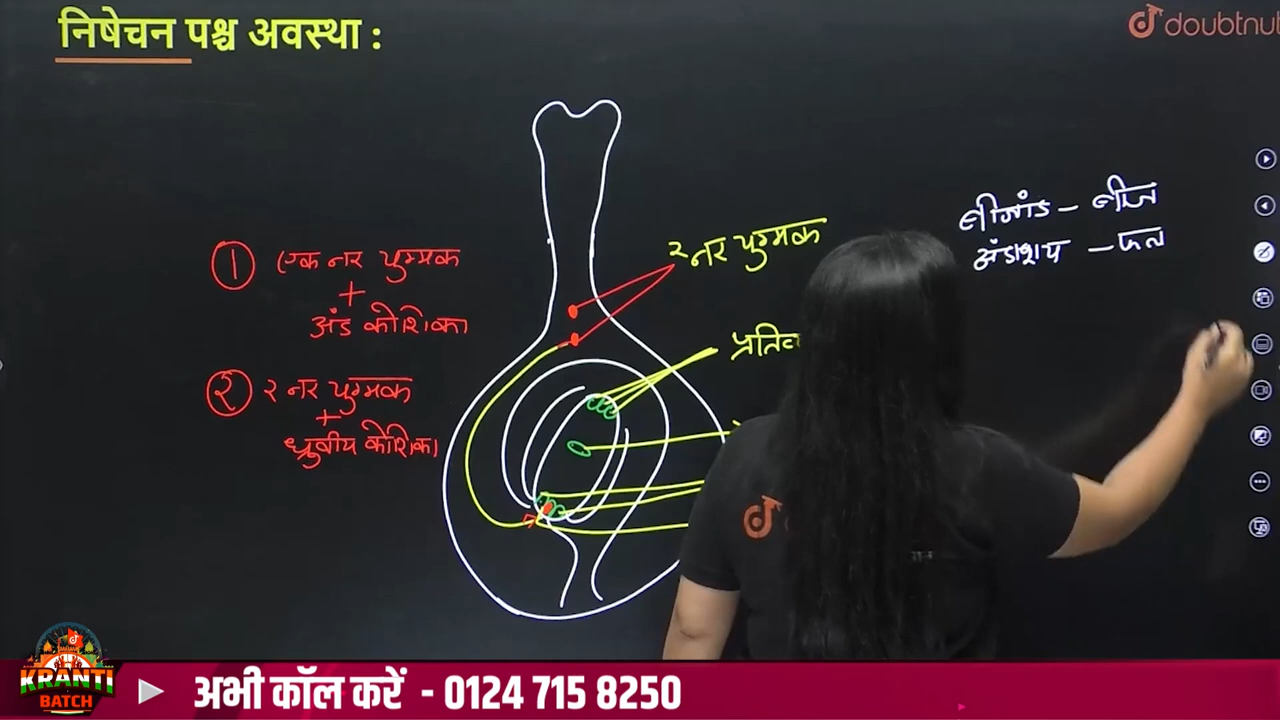 निषेचन पश्च अवस्था :
doubtnut
बीजांड – बीज
अंडाशय – फल
२ नर युग्मक
① एक नर युग्मक
+
अंड कोशिका
② २ नर युग्मक
+
ध्रुवीय कोशिका
KRANTI
BATCH
अभी कॉल करें - 0124 715 8250